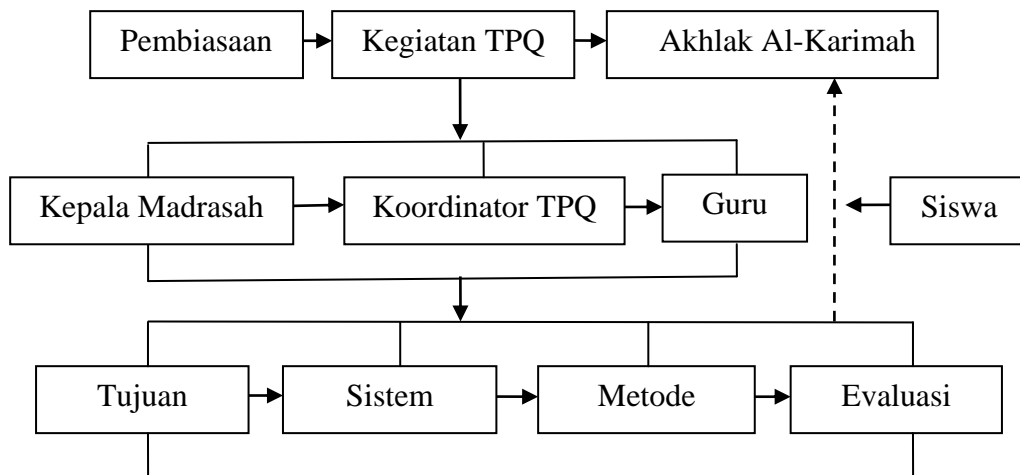 Pembiasaan
Kegiatan TPQ
Akhlak Al-Karimah
Kepala Madrasah
Koordinator TPQ
Guru
Siswa
Tujuan
Sistem
Metode
Evaluasi